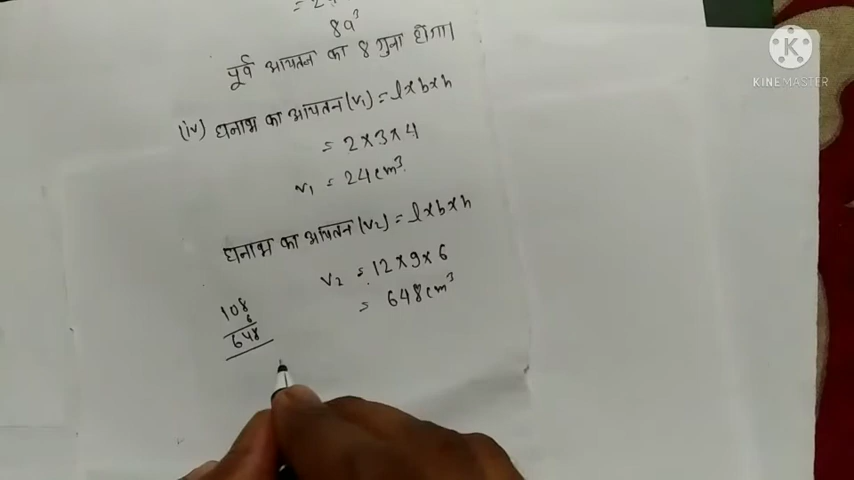 8a³
पूर्व आयतन का 8 गुना होगा।
(iv) घनाभ का आयतन (V₁) = l × b × h
= 2 × 3 × 4
V₁ = 24 cm³.
घनाभ का आयतन (V₂) = l × b × h
V₂ = 12 × 9 × 6
= 648 cm³
108
6
648
KINEMASTER